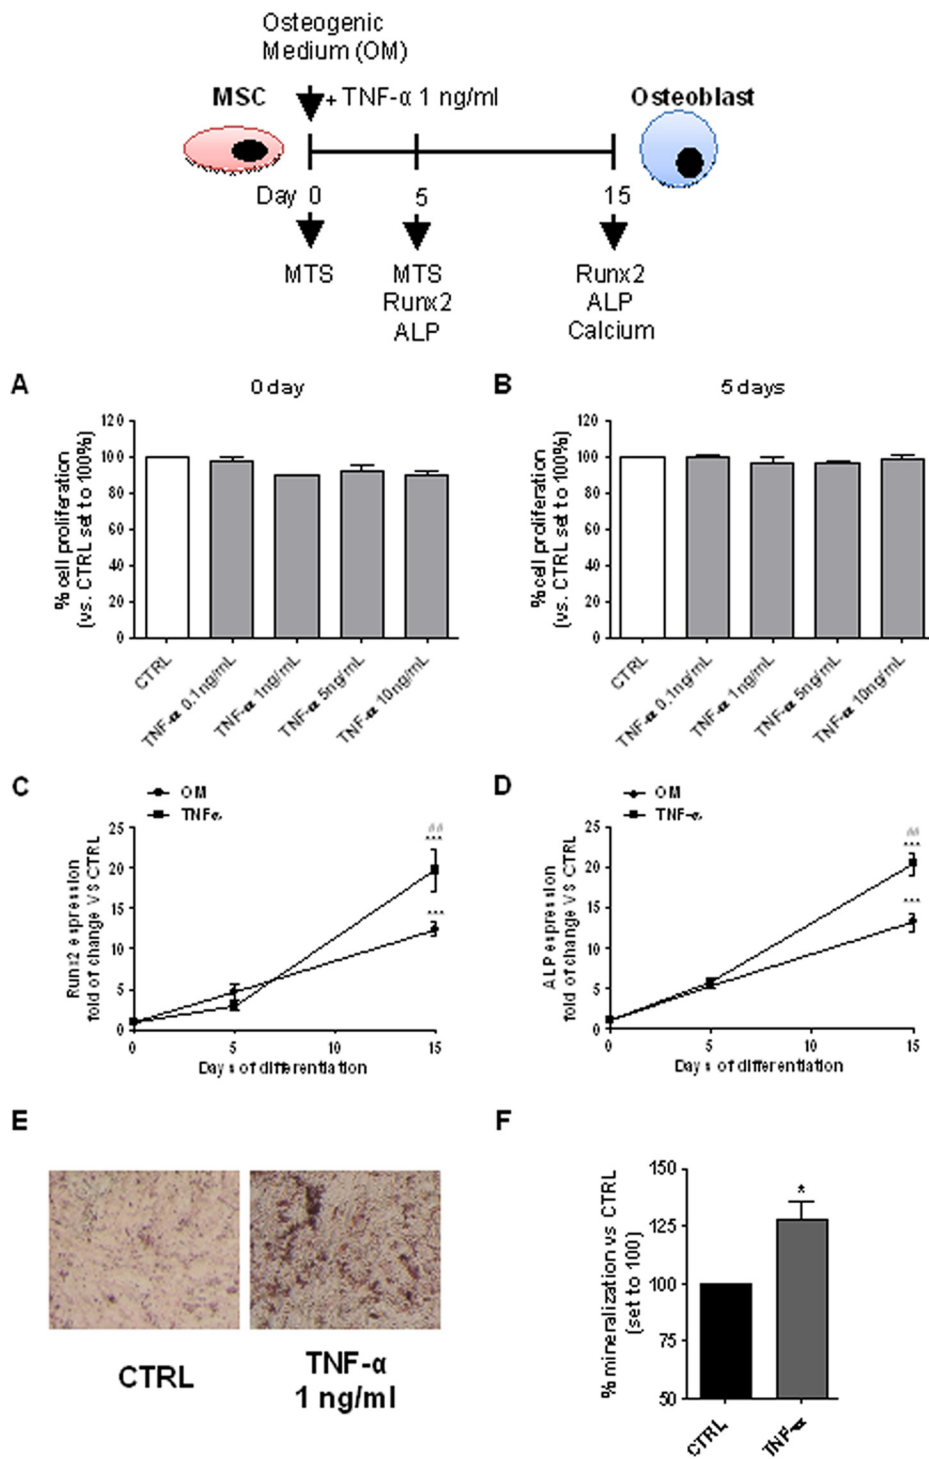 Osteogenic
Medium (OM)
MSC
+ TNF-α 1 ng/ml
Osteoblast
Day 0 5 15
MTS MTS Runx2
Runx2 ALP
ALP Calcium
A
0 day
120
100
80
60
40
20
0
% cell proliferation
(vs. CTRL set to 100%)
CTRL
TNF-α 0.1ng/mL
TNF-α 1ng/mL
TNF-α 5ng/mL
TNF-α 10ng/mL
B
5 days
120
100
80
60
40
20
0
% cell proliferation
(vs. CTRL set to 100%)
CTRL
TNF-α 0.1ng/mL
TNF-α 1ng/mL
TNF-α 5ng/mL
TNF-α 10ng/mL
C
OM
TNFα
25
20
15
10
5
0
Runx2 expression
fold of change VS CTRL
##
***
***
0 5 10 15
Days of differentiation
D
OM
TNF-α
25
20
15
10
5
0
ALP expression
fold of change VS CTRL
##
***
***
0 5 10 15
Days of differentiation
E
CTRL
TNF-α
1 ng/ml
F
150
125
100
75
50
% mineralization vs CTRL
(set to 100)
*
CTRL
TNF-α